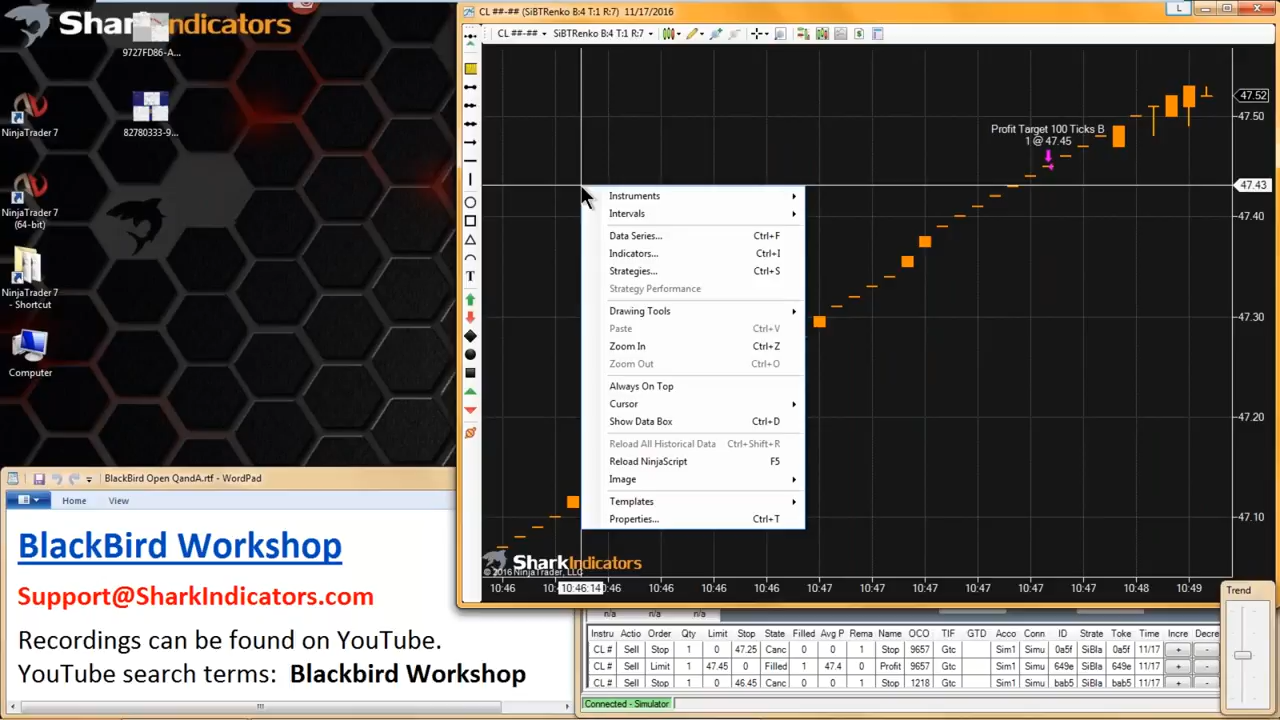 SharkIndicators
9727FD86-A...
NinjaTrader 7
82780333-9...
NinjaTrader 7
(64-bit)
NinjaTrader 7
- Shortcut
Computer
CL ##-## (SiBTRenko B:4 T:1 R:7) 11/17/2016
CL ##-## SiBTRenko B:4 T:1 R:7
L
Profit Target 100 Ticks B
1 @ 47.45
47.52
47.50
47.43
47.40
47.30
47.20
47.10
Instruments
Intervals
Data Series... Ctrl+F
Indicators... Ctrl+I
Strategies... Ctrl+S
Strategy Performance
Drawing Tools
Paste Ctrl+V
Zoom In Ctrl+Z
Zoom Out Ctrl+O
Always On Top
Cursor
Show Data Box Ctrl+D
Reload All Historical Data Ctrl+Shift+R
Reload NinjaScript F5
Image
Templates
Properties... Ctrl+T
SharkIndicators
© 2016 NinjaTrader, LLC
10:46 10:46:14 10:46 10:46 10:47 10:47 10:47 10:47 10:47 10:48 10:49
BlackBird Open QandA.rtf - WordPad
Home View
BlackBird Workshop
Support@SharkIndicators.com
Recordings can be found on YouTube.
YouTube search terms: Blackbird Workshop
n/a n/a n/a
Instru Actio Order Qty Limit Stop State Filled Avg P Rema Name OCO TIF GTD Acco Conn ID Strate Toke Time Incre Decre
CL # Sell Stop 1 0 47.25 Canc 0 0 1 Stop 9657 Gtc Sim1 Simu 0a5f SiBla 0a5f 11/17 + -
CL # Sell Limit 1 47.45 0 Filled 1 47.4 0 Profit 9657 Gtc Sim1 Simu 649e SiBla 649e 11/17 + -
CL # Sell Stop 1 0 46.45 Canc 0 0 1 Stop 1218 Gtc Sim1 Simu bab5 SiBla bab5 11/17 + -
Connected - Simulator
Trend